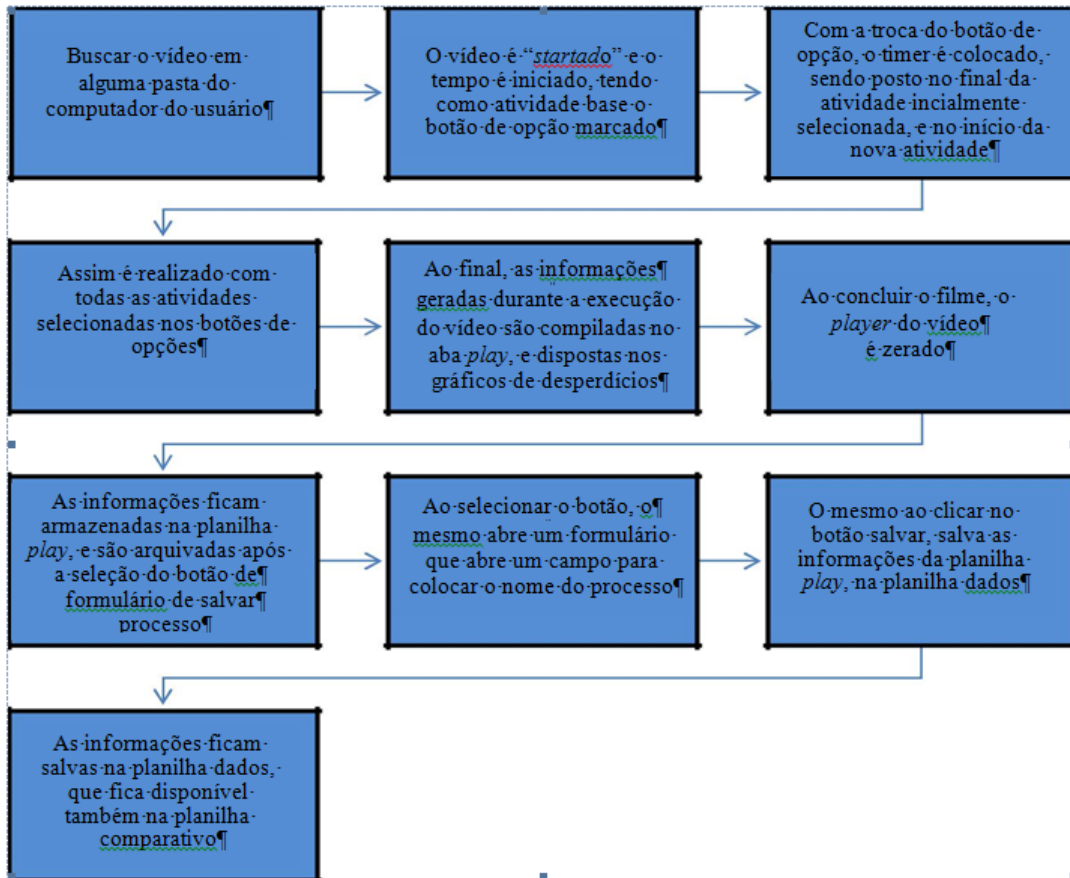 Buscar o vídeo em
alguma pasta do
computador do usuário¶
O vídeo é “startado” e o
tempo é iniciado, tendo
como atividade base o
botão de opção marcado¶
Com a troca do botão de
opção, o timer é colocado,
sendo posto no final da
atividade incialmente
selecionada, e no início da
nova atividade¶
Assim é realizado com
todas as atividades
selecionadas nos botões de
opções¶
Ao final, as informações¶
geradas durante a execução
do vídeo são compiladas no
aba play, e dispostas nos
gráficos de desperdícios¶
Ao concluir o filme, o
player do vídeo¶
é zerado¶
As informações ficam
armazenadas na planilha
play, e são arquivadas após
a seleção do botão de¶
formulário de salvar¶
processo¶
Ao selecionar o botão, o¶
mesmo abre um formulário
que abre um campo para
colocar o nome do processo¶
O mesmo ao clicar no
botão salvar, salva as
informações da planilha
play, na planilha dados¶
As informações ficam
salvas na planilha dados,
que fica disponível
também na planilha
comparativo¶